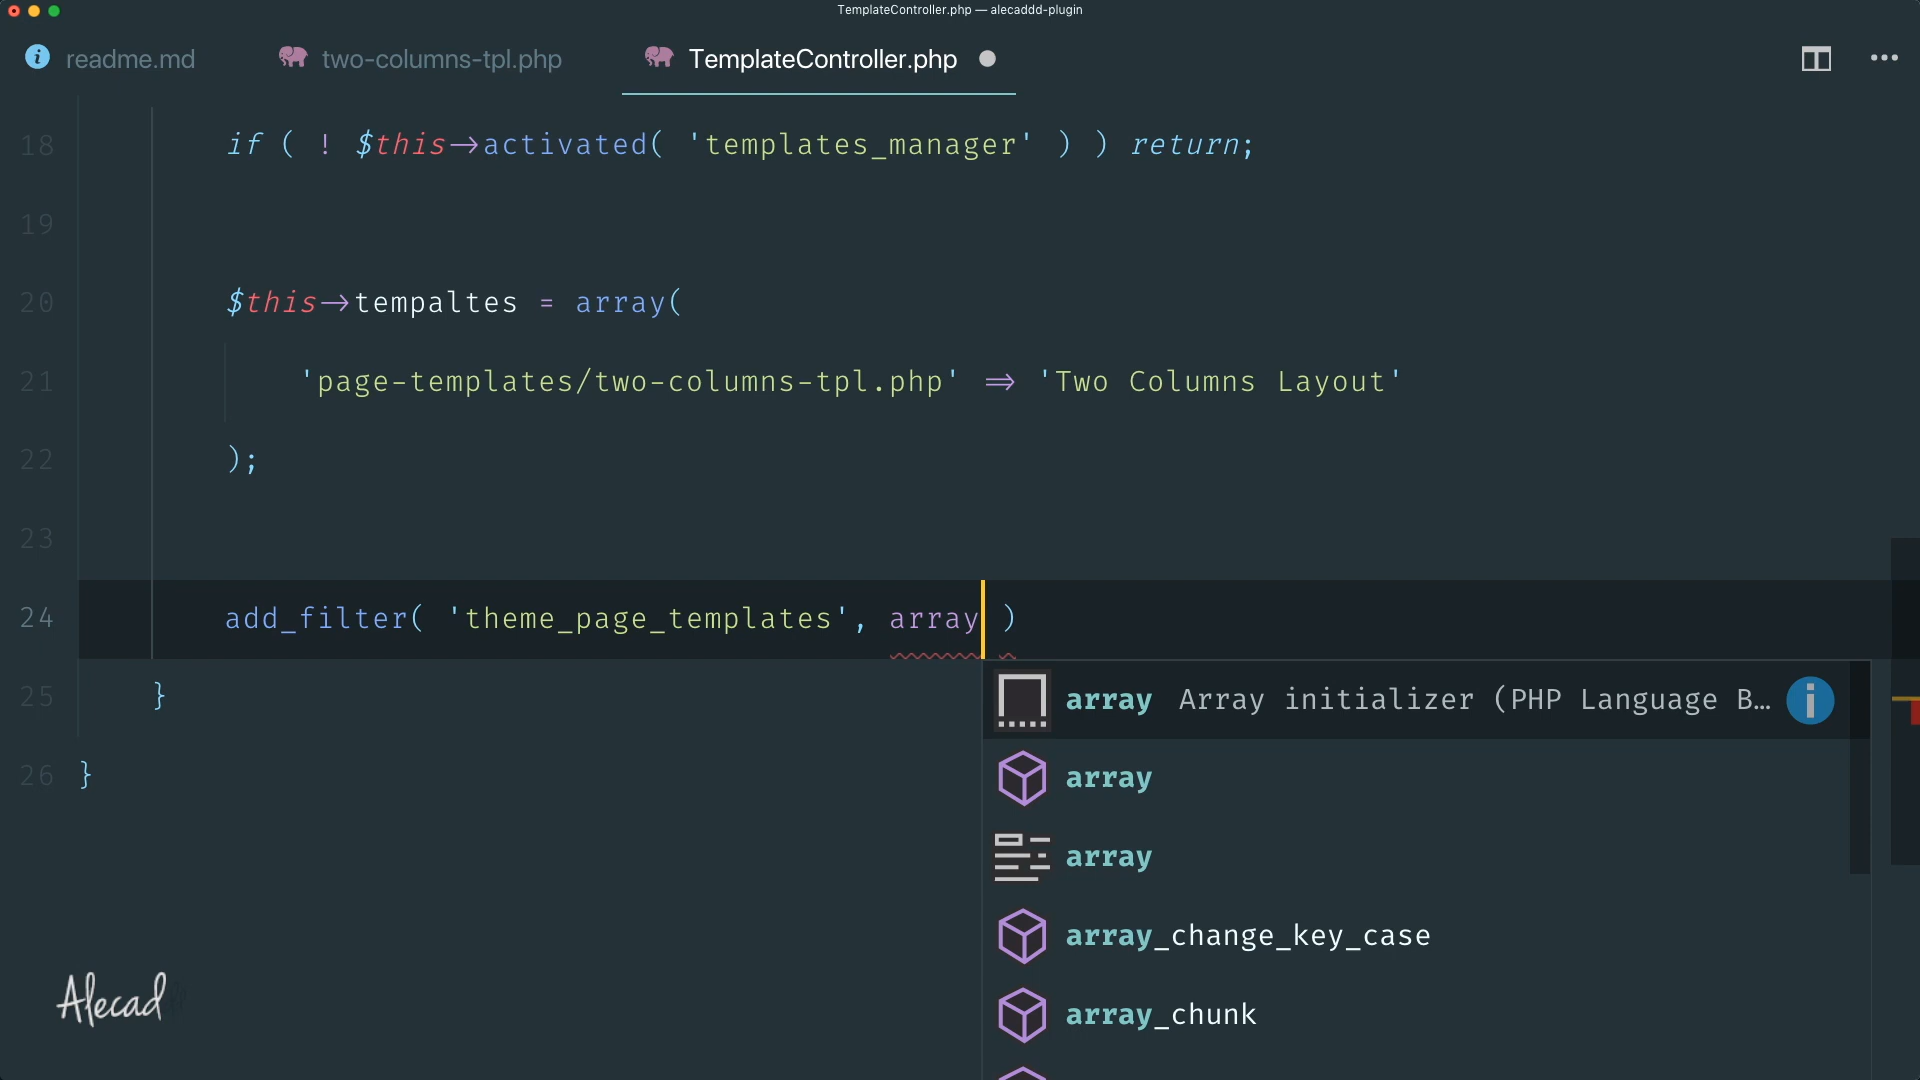 TemplateController.php — alecaddd-plugin
readme.md
two-columns-tpl.php
TemplateController.php
18 if ( ! $this->activated( 'templates_manager' ) ) return;
19
20 $this->tempaltes = array(
21 'page-templates/two-columns-tpl.php' => 'Two Columns Layout'
22 );
23
24 add_filter( 'theme_page_templates', array )
25 }
26 }
array Array initializer (PHP Language B…
array
array
array_change_key_case
array_chunk
Alecad